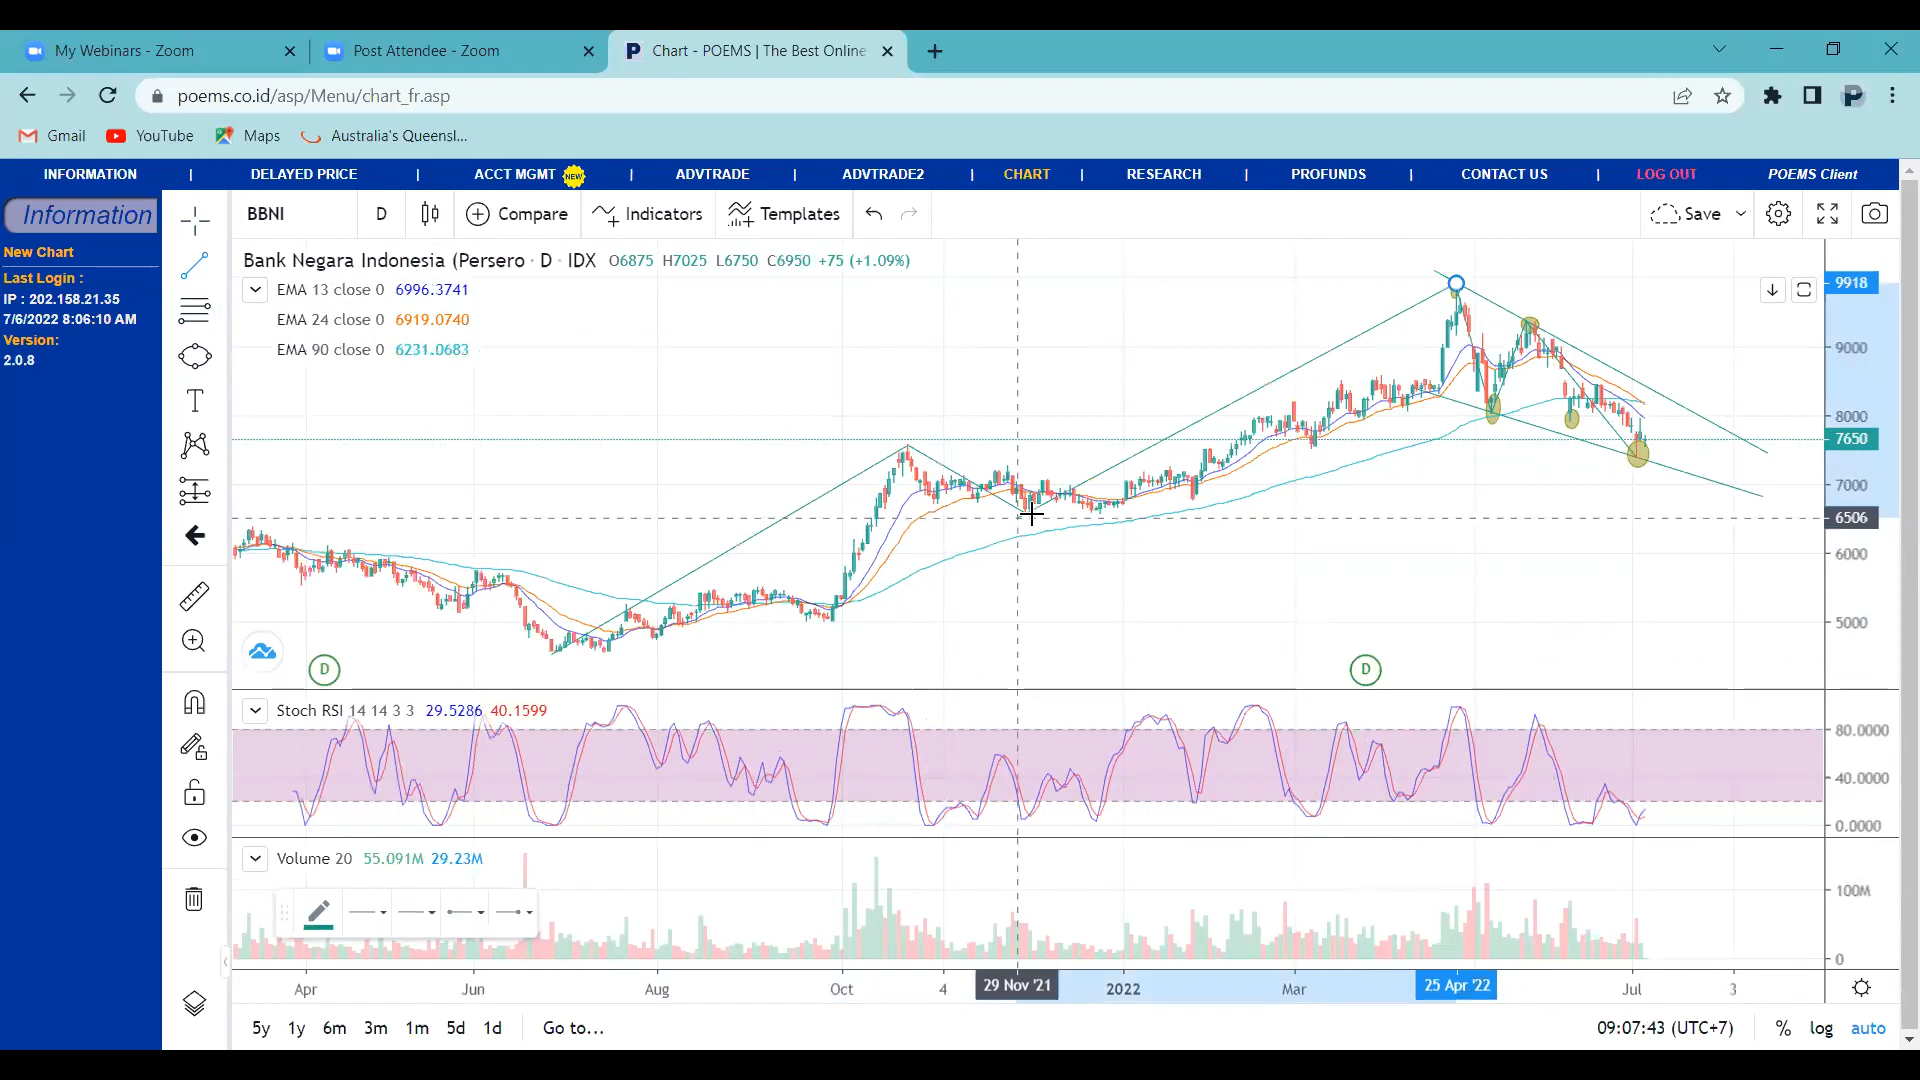 My Webinars - Zoom
Post Attendee - Zoom
Chart - POEMS | The Best Online
poems.co.id/asp/Menu/chart_fr.asp
Gmail
YouTube
Maps
Australia's Queensl...
INFORMATION | DELAYED PRICE | ACCT MGMT NEW | ADVTRADE | ADVTRADE2 | CHART | RESEARCH | PROFUNDS | CONTACT US | LOG OUT POEMS Client
Information
New Chart
Last Login :
IP : 202.158.21.35
7/6/2022 8:06:10 AM
Version:
2.0.8
BBNI D Compare Indicators Templates Save
Bank Negara Indonesia (Persero · D · IDX O6875 H7025 L6750 C6950 +75 (+1.09%)
EMA 13 close 0 6996.3741
EMA 24 close 0 6919.0740
EMA 90 close 0 6231.0683
9918
9000
8000
7650
7000
6506
6000
5000
D
D
Stoch RSI 14 14 3 3 29.5286 40.1599
80.0000
40.0000
0.0000
Volume 20 55.091M 29.23M
100M
0
Apr Jun Aug Oct 4 29 Nov '21 2022 Mar 25 Apr '22 Jul 3
5y 1y 6m 3m 1m 5d 1d Go to... 09:07:43 (UTC+7) % log auto